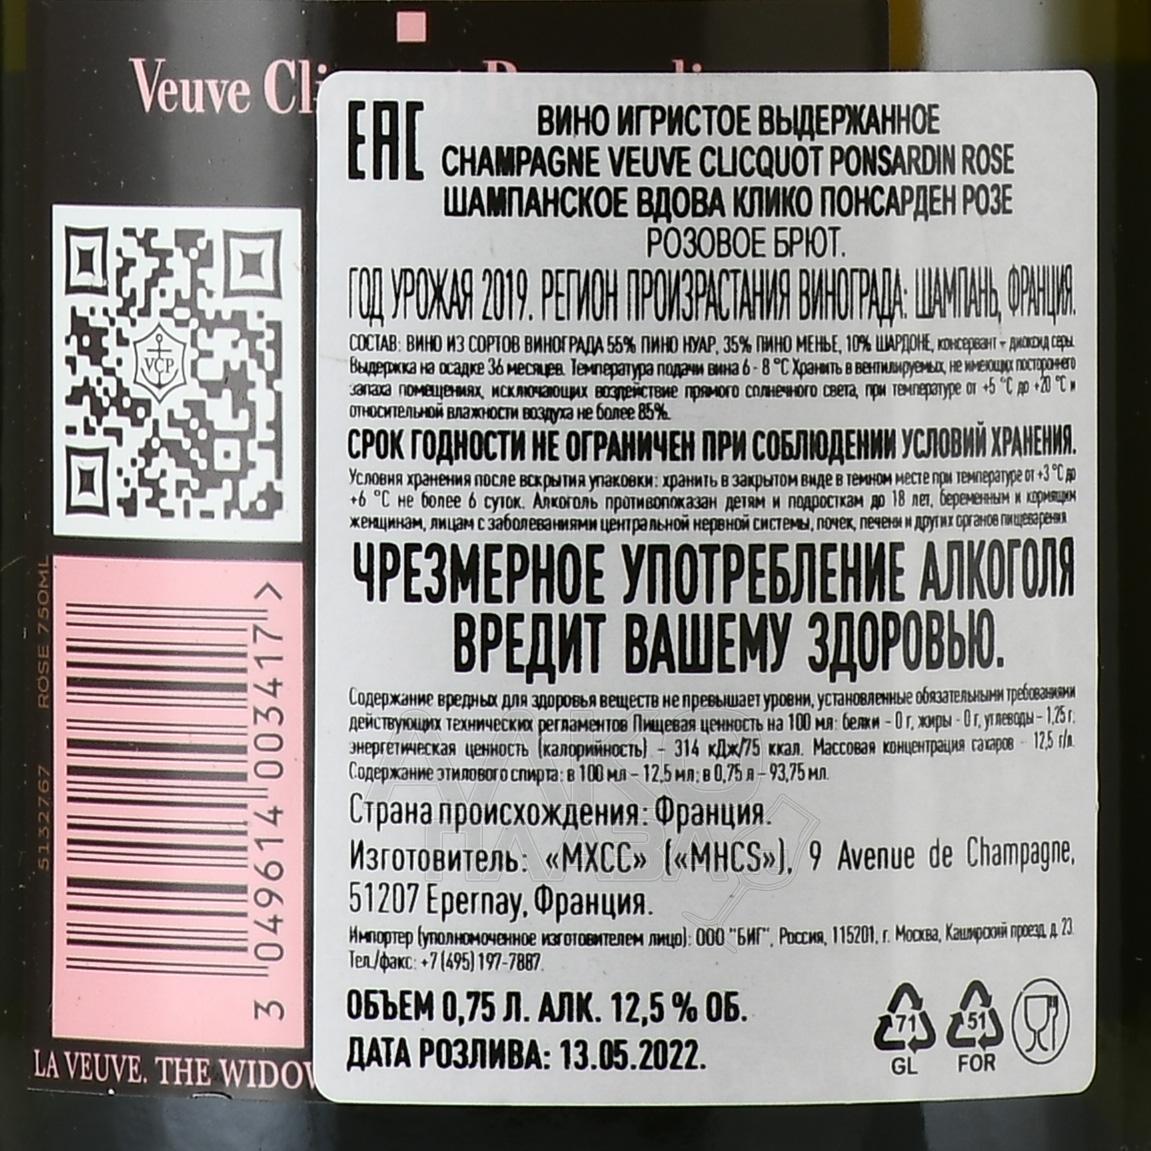 Veuve Cli
VCP
ROSE 750ML
5132767
3 049614 003417 >
LA VEUVE. THE WIDOW
EAC
ВИНО ИГРИСТОЕ ВЫДЕРЖАННОЕ
CHAMPAGNE VEUVE CLICQUOT PONSARDIN ROSE
ШАМПАНСКОЕ ВДОВА КЛИКО ПОНСАРДЕН РОЗЕ
РОЗОВОЕ БРЮТ.
ГОД УРОЖАЯ 2019. РЕГИОН ПРОИЗРАСТАНИЯ ВИНОГРАДА: ШАМПАНЬ, ФРАНЦИЯ.
СОСТАВ: ВИНО ИЗ СОРТОВ ВИНОГРАДА 55% ПИНО НУАР, 35% ПИНО МЕНЬЕ, 10% ШАРДОНЕ, консервант - диоксид серы.
Выдержка на осадке 36 месяцев. Температура подачи вина 6 - 8 °C Хранить в вентилируемых, не имеющих постороннего
запаха помещениях, исключающих воздействие прямого солнечного света, при температуре от +5 °C до +20 °C и
относительной влажности воздуха не более 85%.
СРОК ГОДНОСТИ НЕ ОГРАНИЧЕН ПРИ СОБЛЮДЕНИИ УСЛОВИЙ ХРАНЕНИЯ.
Условия хранения после вскрытия упаковки: хранить в закрытом виде в темном месте при температуре от +3 °C до
+6 °C не более 6 суток. Алкоголь противопоказан детям и подросткам до 18 лет, беременным и кормящим
женщинам, лицам с заболеваниями центральной нервной системы, почек, печени и других органов пищеварения
ЧРЕЗМЕРНОЕ УПОТРЕБЛЕНИЕ АЛКОГОЛЯ
ВРЕДИТ ВАШЕМУ ЗДОРОВЬЮ.
Содержание вредных для здоровья веществ не превышает уровни, установленные обязательными требованиями
действующих технических регламентов Пищевая ценность на 100 мл: белки - 0 г, жиры - 0 г, углеводы - 1,25 г;
энергетическая ценность (калорийность) - 314 кДж/75 ккал. Массовая концентрация сахаров - 12,5 г/л.
Содержание этилового спирта: в 100 мл - 12,5 мл; в 0,75 л - 93,75 мл.
Страна происхождения: Франция.
Изготовитель: «МХСС» («MHCS»), 9 Avenue de Champagne,
51207 Epernay, Франция.
Импортер (уполномоченное изготовителем лицо): ООО "БИГ", Россия, 115201, г. Москва, Каширский проезд, д. 23.
Тел./факс: +7 (495) 197-7887.
ОБЪЕМ 0,75 Л. АЛК. 12,5 % ОБ.
ДАТА РОЗЛИВА: 13.05.2022.
71
GL
51
FOR